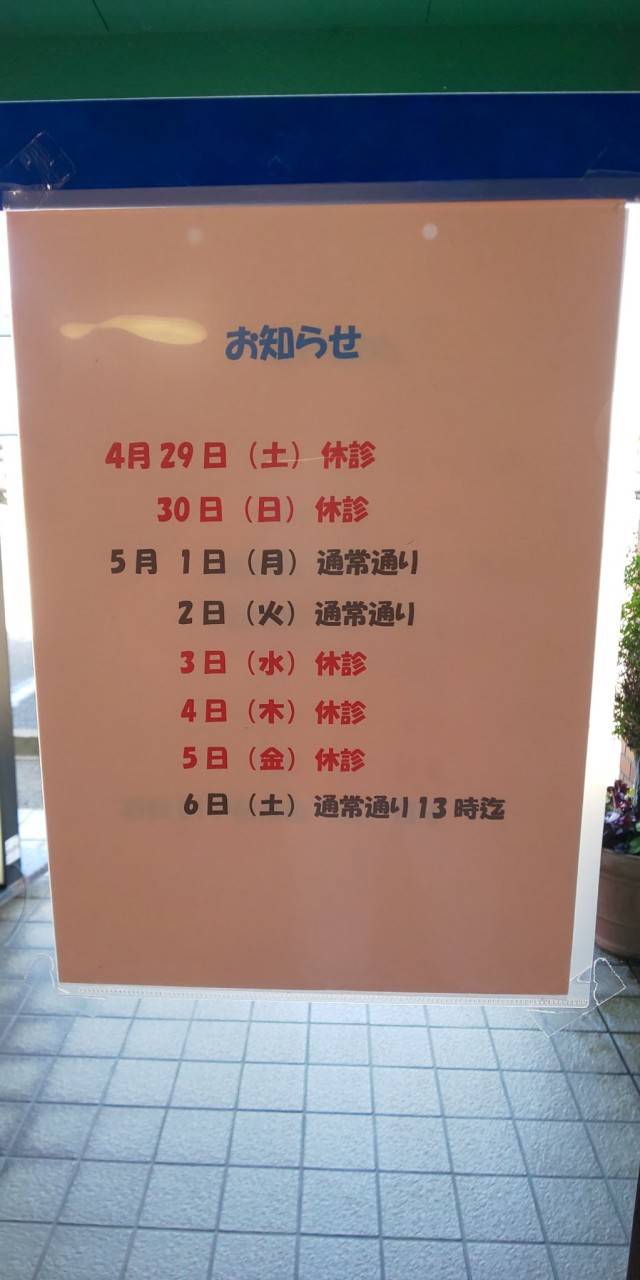 お知らせ
4月29日（土）休診
30日（日）休診
5月 1日（月）通常通り
2日（火）通常通り
3日（水）休診
4日（木）休診
5日（金）休診
6日（土）通常通り13時迄